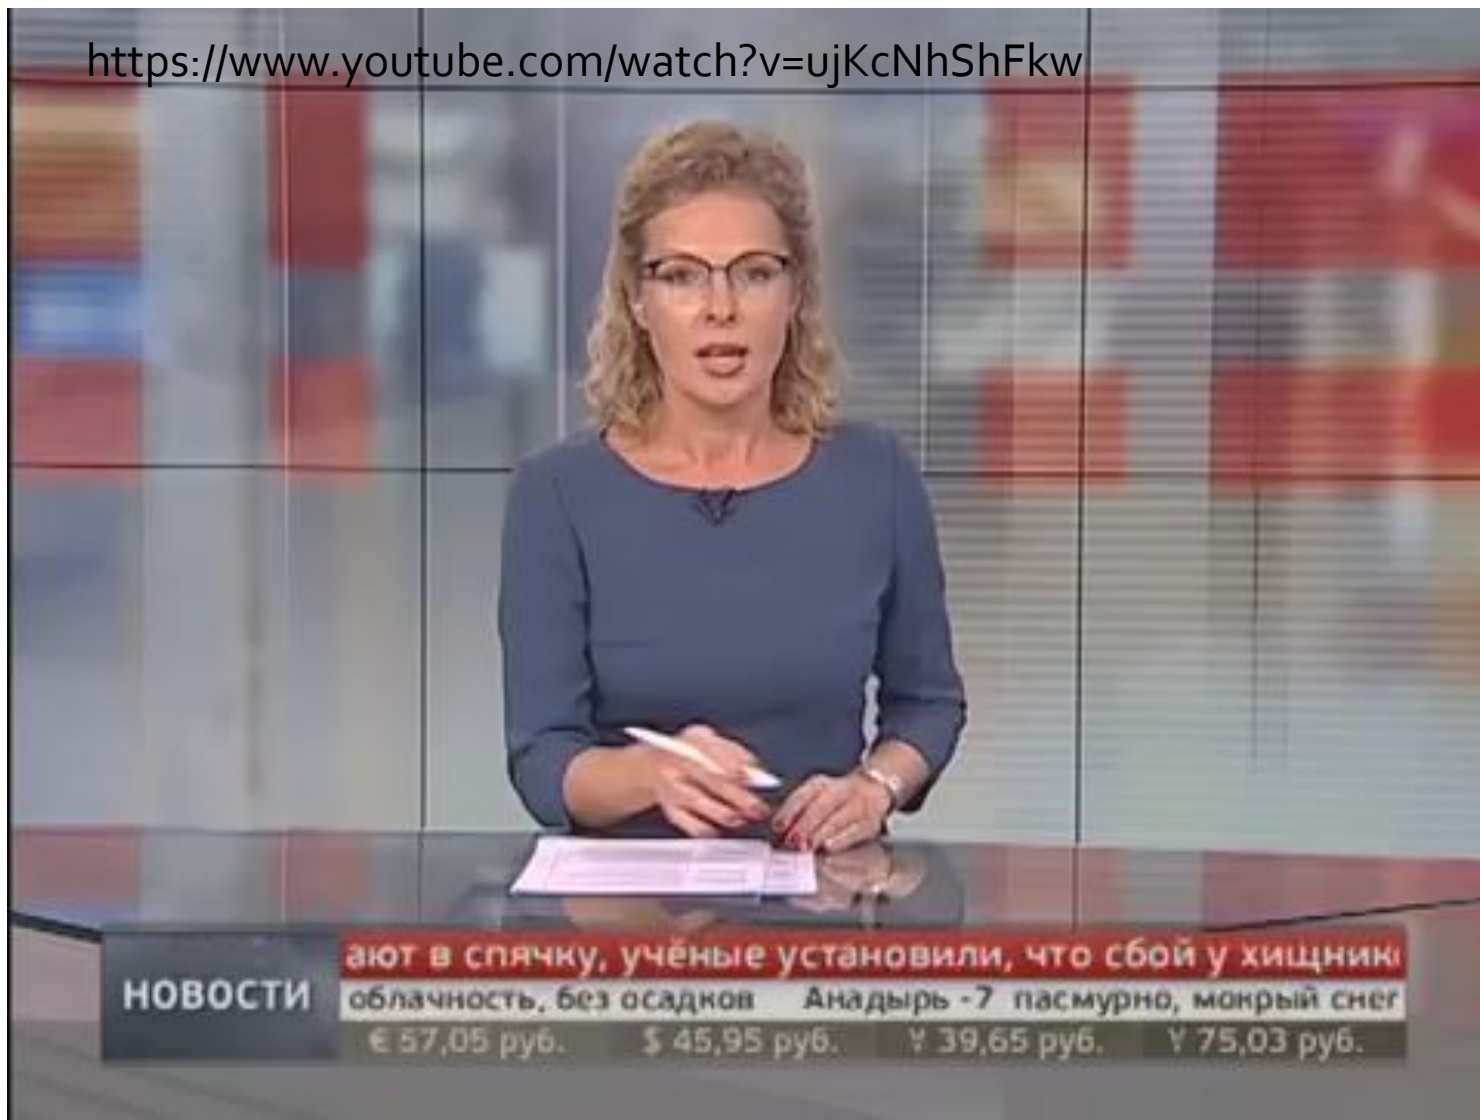 https://www.youtube.com/watch?v=ujKcNhShFkw
ают в спячку, учёные установили, что сбой у хищник
НОВОСТИ
облачность, без осадков Анадырь -7 пасмурно, мокрый снег
€ 57,05 руб. $ 45,95 руб. ¥ 39,65 руб. ¥ 75,03 руб.